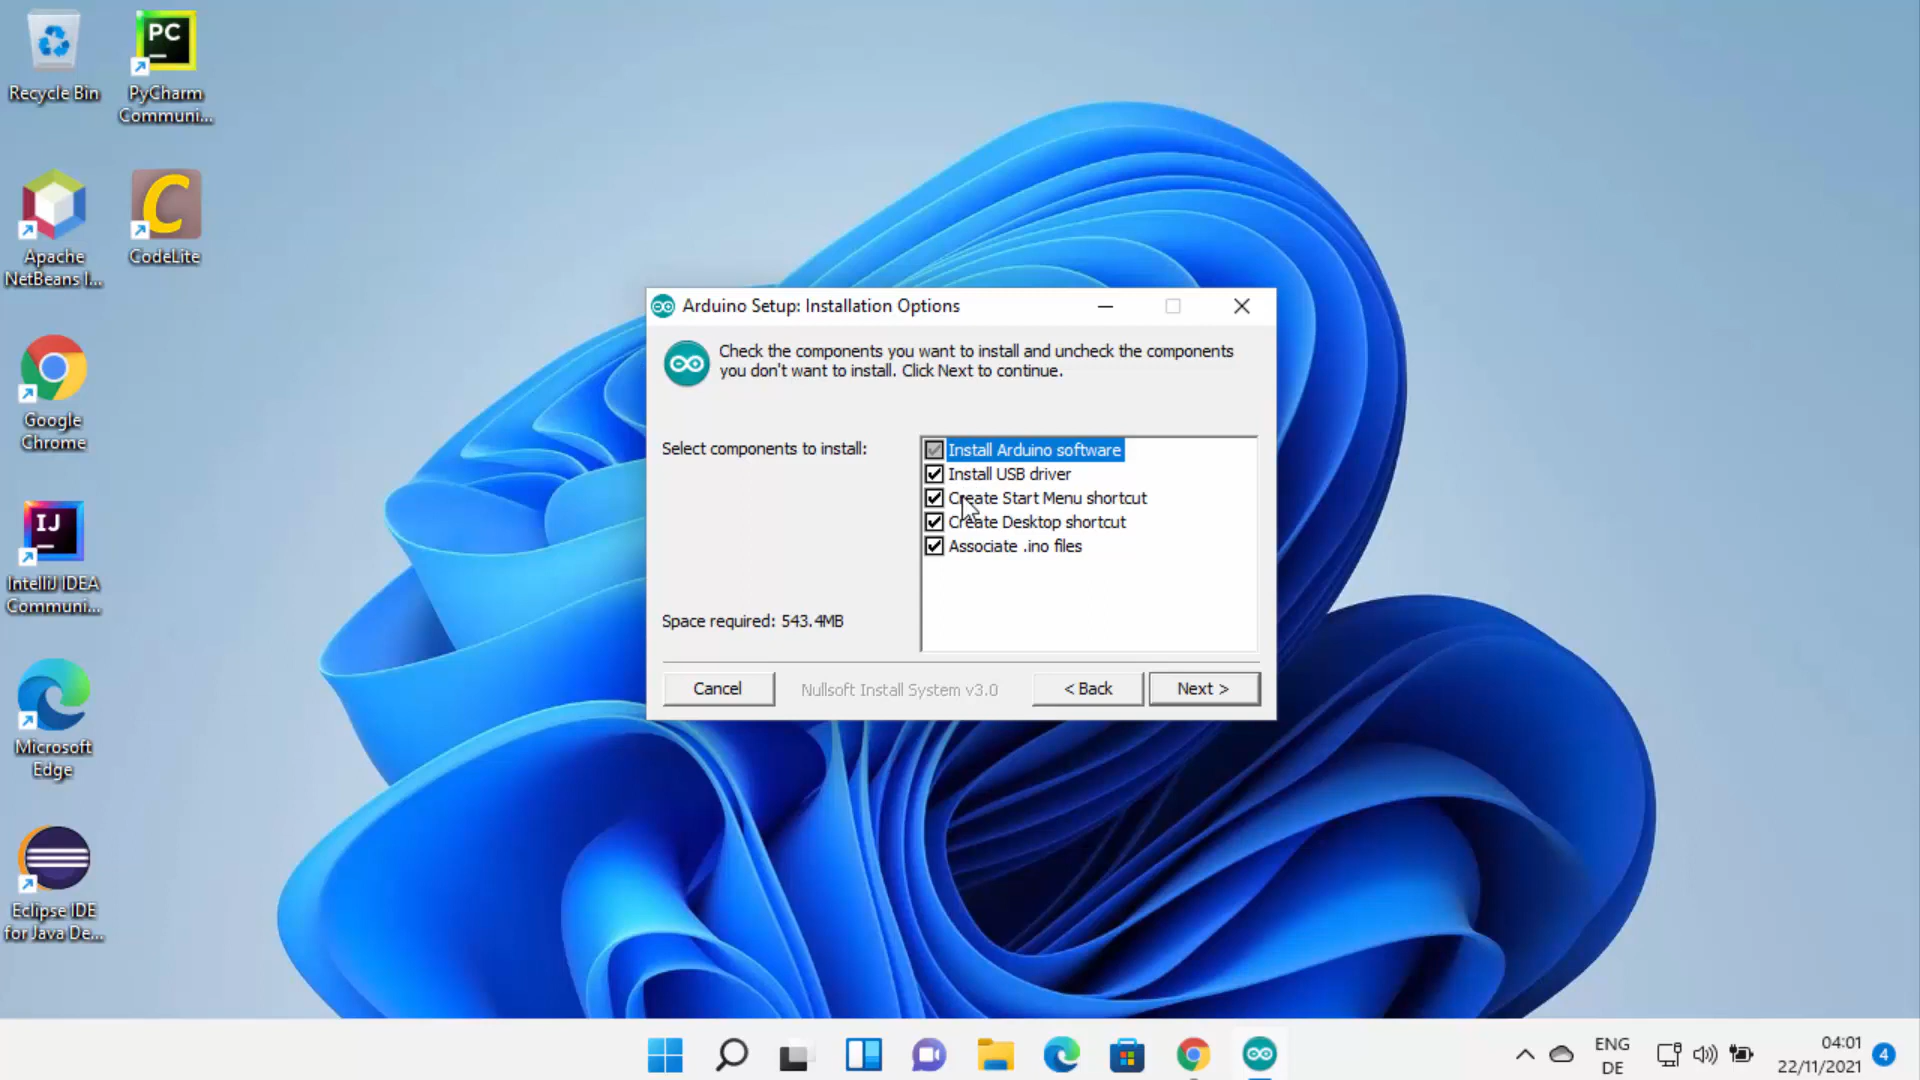 Recycle Bin
PC
PyCharm
Communi...
Apache
NetBeans I...
C
CodeLite
Google
Chrome
IJ
IntelliJ IDEA
Communi...
Microsoft
Edge
Eclipse IDE
for Java De...
Arduino Setup: Installation Options
Check the components you want to install and uncheck the components
you don't want to install. Click Next to continue.
Select components to install:
Install Arduino software
Install USB driver
Create Start Menu shortcut
Create Desktop shortcut
Associate .ino files
Space required: 543.4MB
Cancel
Nullsoft Install System v3.0
< Back
Next >
ENG
DE
04:01
22/11/2021
4